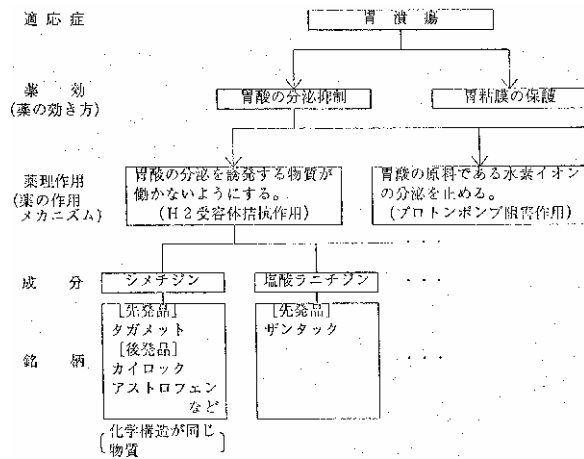 適応症
胃潰瘍
薬効
(薬の効き方)
胃酸の分泌抑制
胃粘膜の保護
薬理作用
(薬の作用
メカニズム)
胃酸の分泌を誘発する物質が
働かないようにする。
(H2受容体拮抗作用)
胃酸の原料である水素イオン
の分泌を止める。
(プロトンポンプ阻害作用)
・・・
成分
シメチジン
塩酸ラニチジン
・・・
銘柄
[先発品]
タガメット
[後発品]
カイロック
アストロフェン
など
[先発品]
ザンタック
・・・
化学構造が同じ
物質